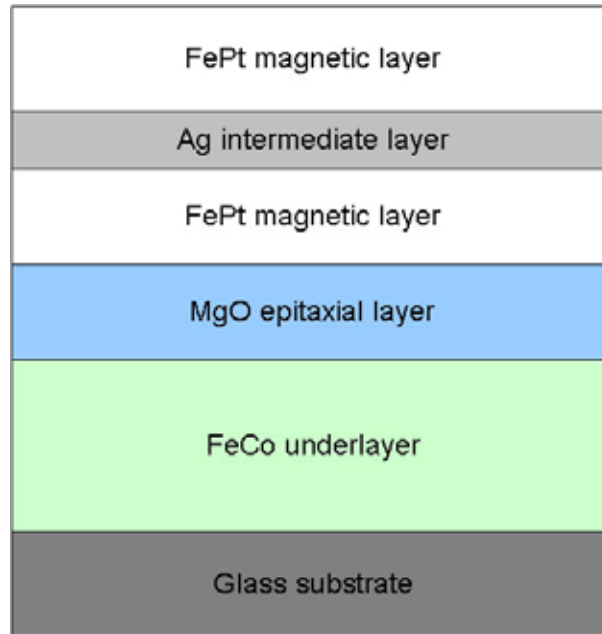 FePt magnetic layer
Ag intermediate layer
FePt magnetic layer
MgO epitaxial layer
FeCo underlayer
Glass substrate